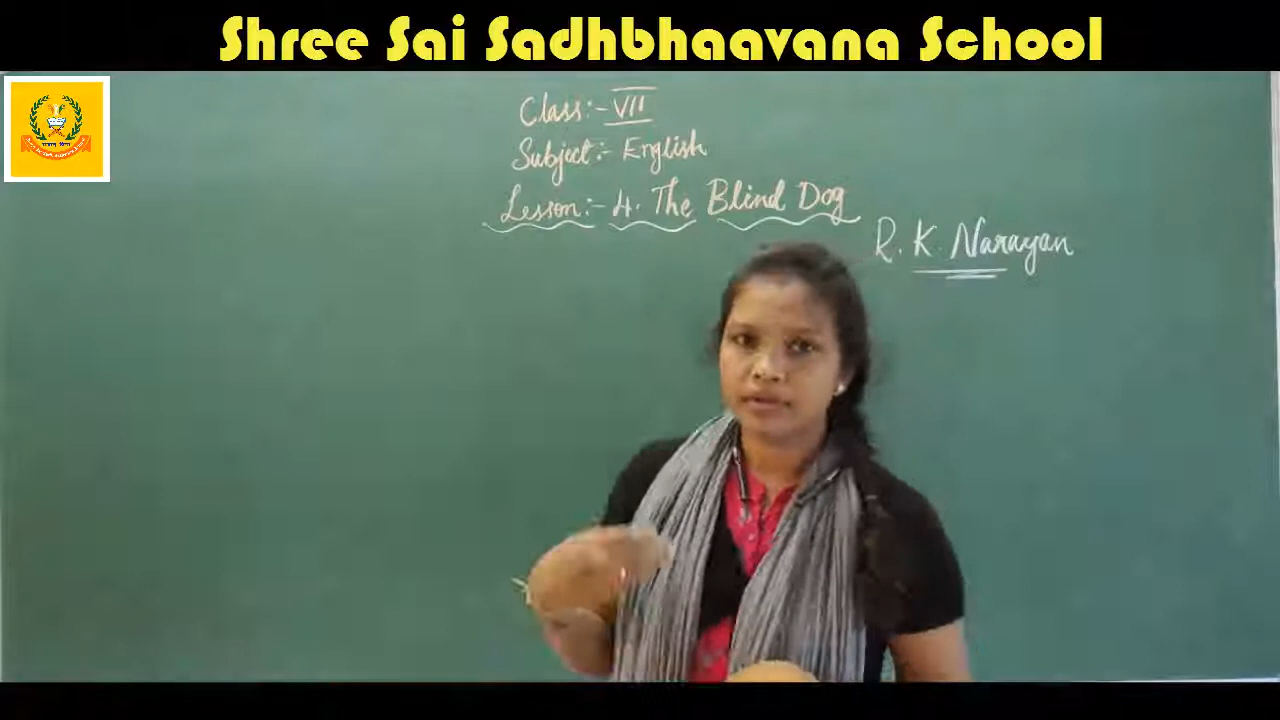 Shree Sai Sadhbhaavana School
Class:- VII
Subject:- English
Lesson:- 4. The Blind Dog
R. K. Narayan